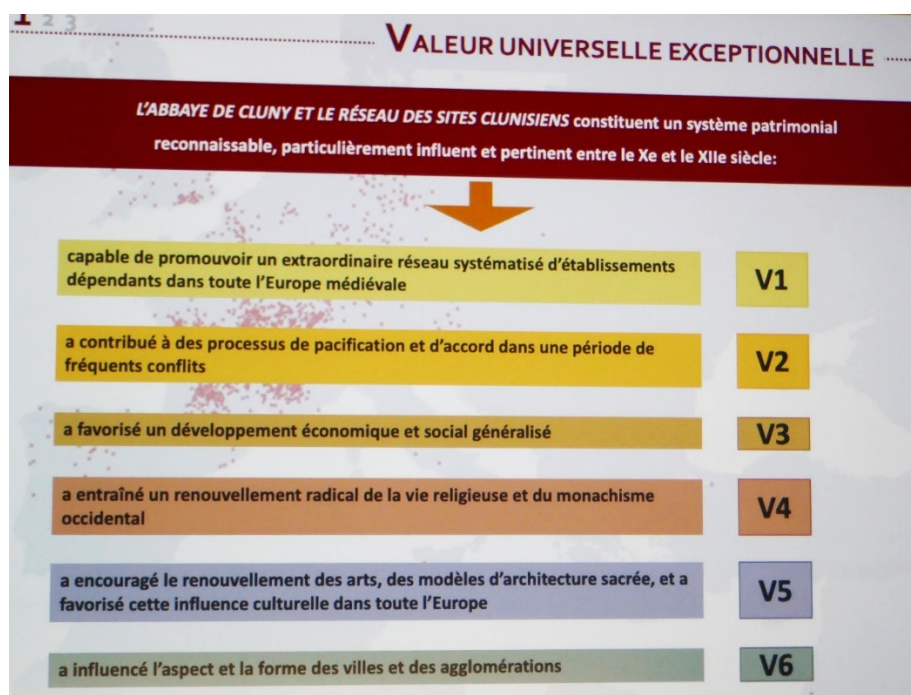 1 2 3
VALEUR UNIVERSELLE EXCEPTIONNELLE
L'ABBAYE DE CLUNY ET LE RÉSEAU DES SITES CLUNISIENS constituent un système patrimonial
reconnaissable, particulièrement influent et pertinent entre le Xe et le XIIe siècle:
capable de promouvoir un extraordinaire réseau systématisé d'établissements
dépendants dans toute l'Europe médiévale
V1
a contribué à des processus de pacification et d'accord dans une période de
fréquents conflits
V2
a favorisé un développement économique et social généralisé
V3
a entraîné un renouvellement radical de la vie religieuse et du monachisme
occidental
V4
a encouragé le renouvellement des arts, des modèles d'architecture sacrée, et a
favorisé cette influence culturelle dans toute l'Europe
V5
a influencé l'aspect et la forme des villes et des agglomérations
V6